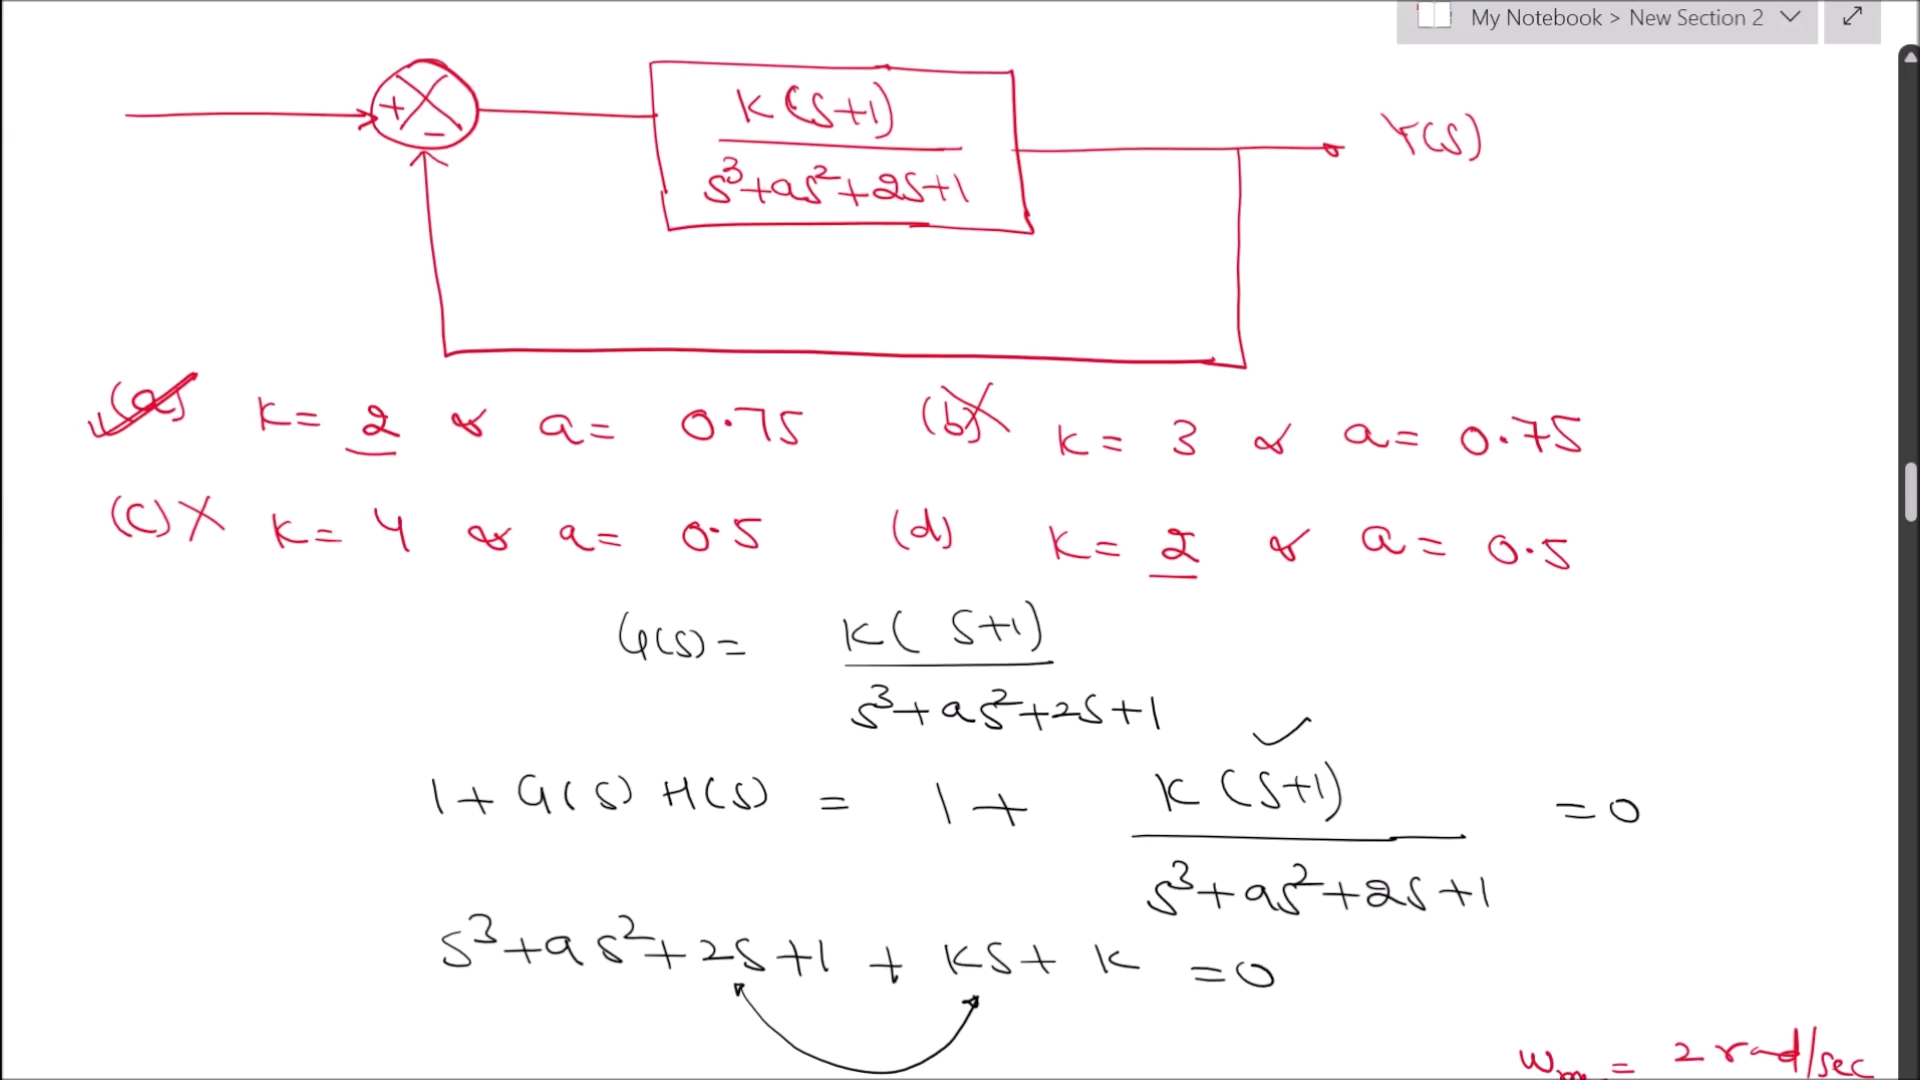 My Notebook > New Section 2
K(S+1)
+
-
Y(S)
s³+as²+2s+1
(a) K= 2 & a= 0.75 (b) K= 3 & a= 0.75
(c) X K= 4 & a= 0.5 (d) K= 2 & a= 0.5
G(s)= K( S+1)
s³+as²+2s+1
1+ G(s) H(s) = 1+ K(S+1) =0
s³+as²+2s+1
s³+as²+2s+1 + KS+ K =0
= 2 rad/sec